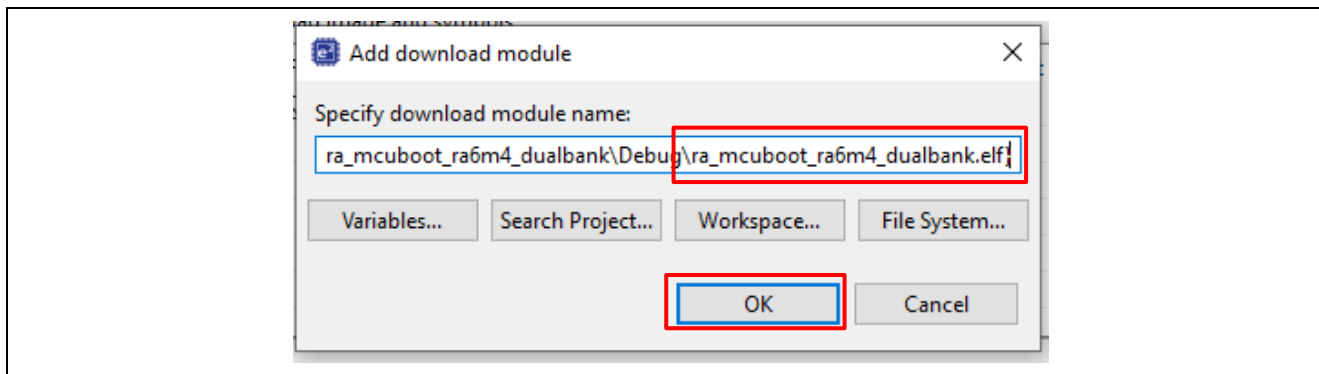 Add download module
Specify download module name:
ra_mcuboot_ra6m4_dualbank\Debug\ra_mcuboot_ra6m4_dualbank.elf}
Variables...
Search Project...
Workspace...
File System...
OK
Cancel